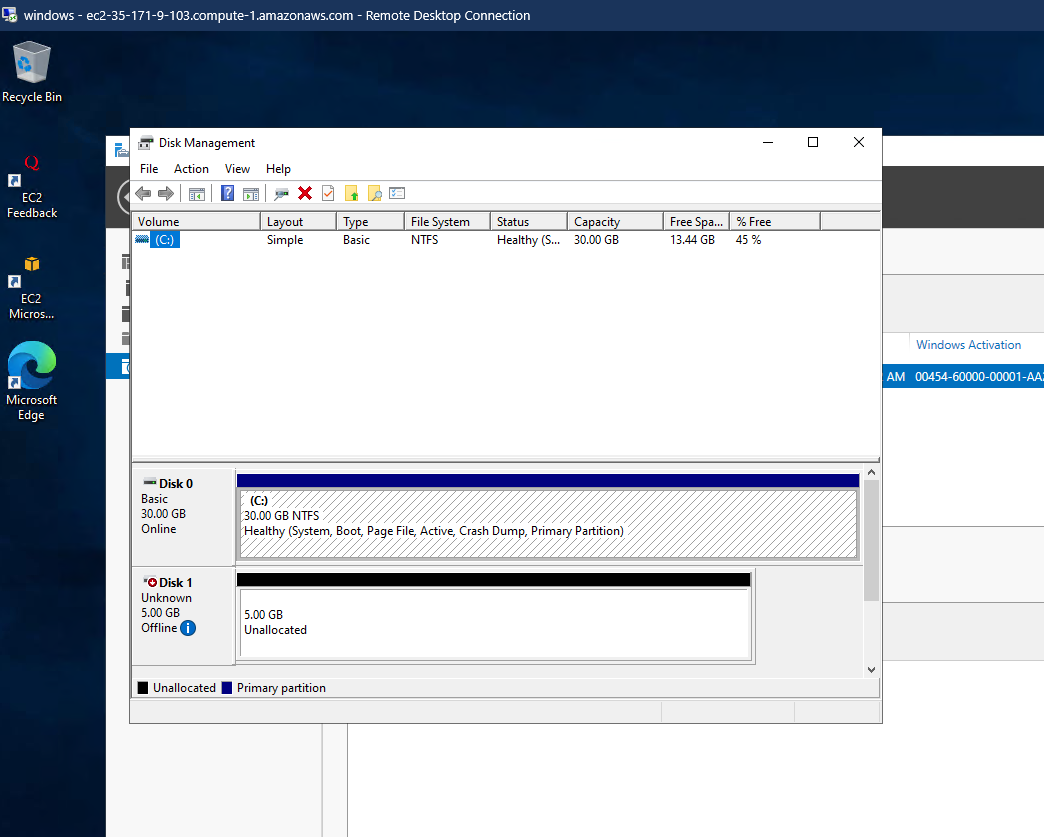 windows - ec2-35-171-9-103.compute-1.amazonaws.com - Remote Desktop Connection
Recycle Bin
EC2
Feedback
EC2
Micros...
Microsoft
Edge
Disk Management
File Action View Help
Volume Layout Type File System Status Capacity Free Spa... % Free
(C:) Simple Basic NTFS Healthy (S... 30.00 GB 13.44 GB 45 %
Windows Activation
AM 00454-60000-00001-AA
Disk 0
Basic
30.00 GB
Online
(C:)
30.00 GB NTFS
Healthy (System, Boot, Page File, Active, Crash Dump, Primary Partition)
Disk 1
Unknown
5.00 GB
Offline
5.00 GB
Unallocated
Unallocated Primary partition